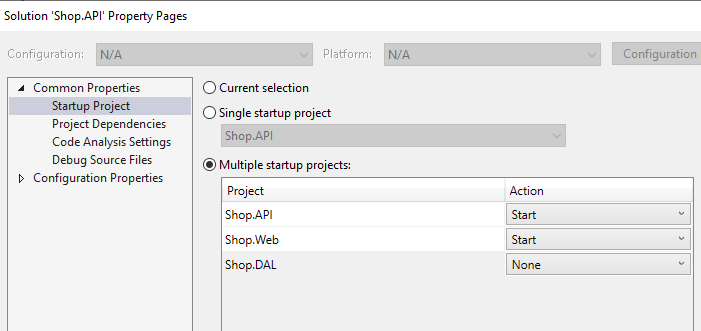 Solution 'Shop.API' Property Pages
Configuration: N/A Platform: N/A Configuration
Common Properties
Startup Project
Project Dependencies
Code Analysis Settings
Debug Source Files
Configuration Properties
Current selection
Single startup project
Shop.API
Multiple startup projects:
Project Action
Shop.API Start
Shop.Web Start
Shop.DAL None